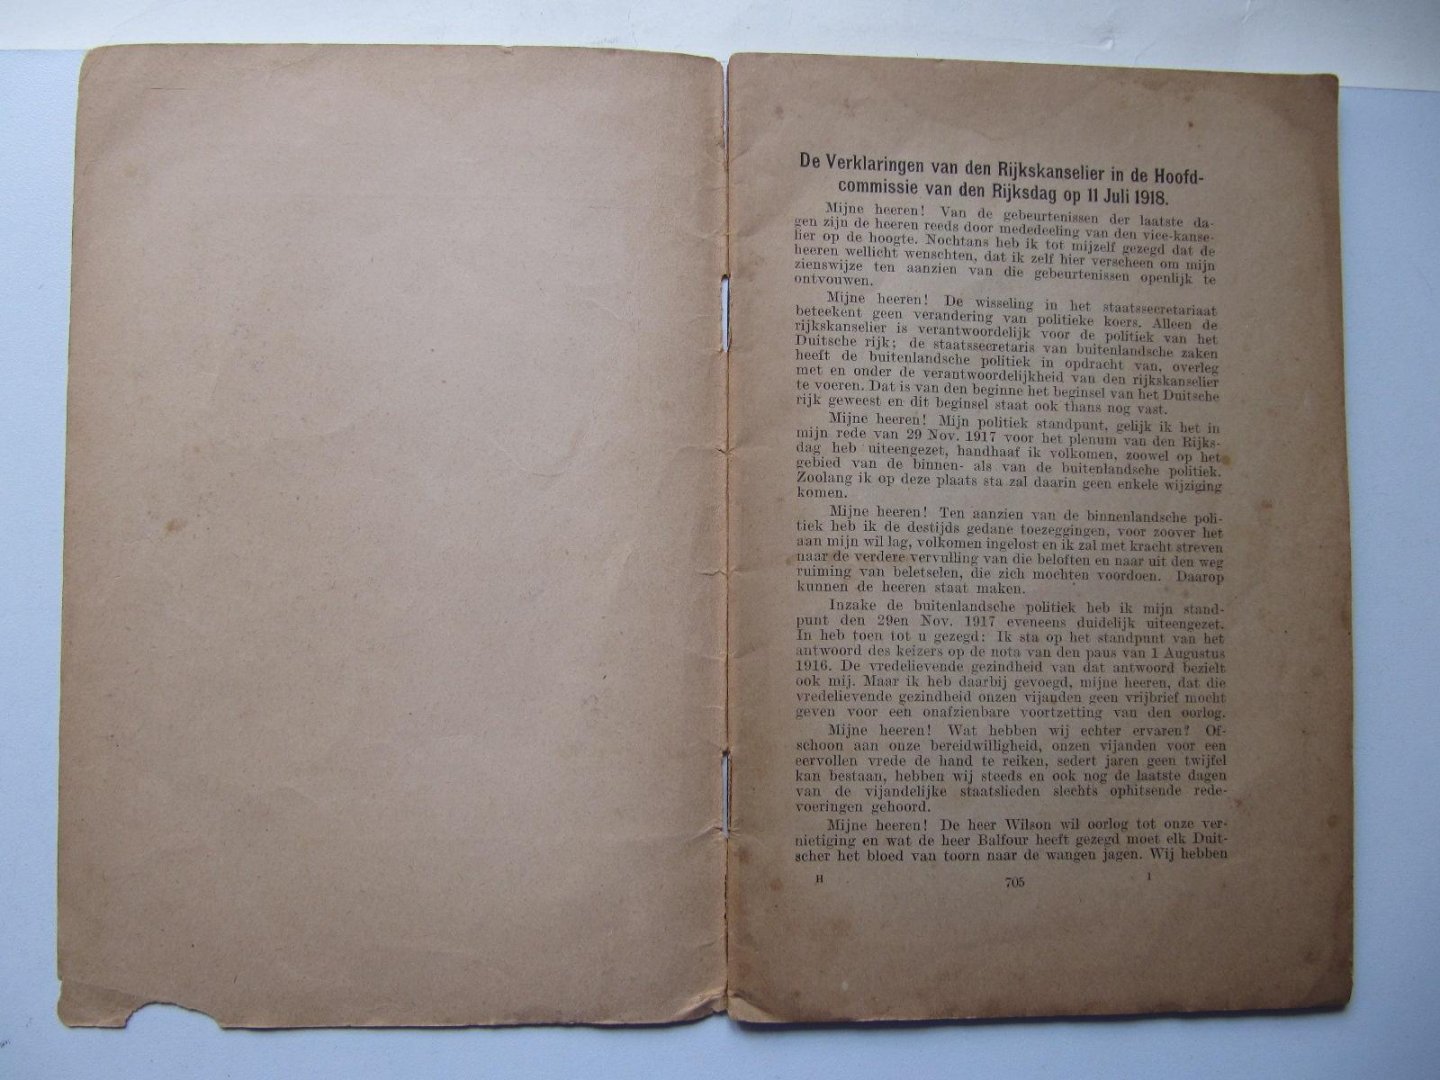 De Verklaringen van den Rijkskanselier in de Hoofd-
commissie van den Rijksdag op 11 Juli 1918.
Mijne heeren! Van de gebeurtenissen der laatste da-
gen zijn de heeren reeds door mededeeling van den vice-kanse-
lier op de hoogte. Nochtans heb ik tot mijzelf gezegd dat de
heeren wellicht wenschten, dat ik zelf hier verscheen om mijn
zienswijze ten aanzien van die gebeurtenissen openlijk te
ontvouwen.
Mijne heeren! De wisseling in het staatssecretariaat
beteekent geen verandering van politieke koers. Alleen de
rijkskanselier is verantwoordelijk voor de politiek van het
Duitsche rijk; de staatssecretaris van buitenlandsche zaken
heeft de buitenlandsche politiek in opdracht van, overleg
met en onder de verantwoordelijkheid van den rijkskanselier
te voeren. Dat is van den beginne het beginsel van het Duitsche
rijk geweest en dit beginsel staat ook thans nog vast.
Mijne heeren! Mijn politiek standpunt, gelijk ik het in
mijn rede van 29 Nov. 1917 voor het plenum van den Rijks-
dag heb uiteengezet, handhaaf ik volkomen, zoowel op het
gebied van de binnen- als van de buitenlandsche politiek.
Zoolang ik op deze plaats sta zal daarin geen enkele wijziging
komen.
Mijne heeren! Ten aanzien van de binnenlandsche poli-
tiek heb ik de destijds gedane toezeggingen, voor zoover het
aan mijn wil lag, volkomen ingelost en ik zal met kracht streven
naar de verdere vervulling van die beloften en naar uit den weg
ruiming van beletselen, die zich mochten voordoen. Daarop
kunnen de heeren staat maken.
Inzake de buitenlandsche politiek heb ik mijn stand-
punt den 29en Nov. 1917 eveneens duidelijk uiteengezet.
In heb toen tot u gezegd: Ik sta op het standpunt van het
antwoord des keizers op de nota van den paus van 1 Augustus
1916. De vredelievende gezindheid van dat antwoord bezielt
ook mij. Maar ik heb daarbij gevoegd, mijne heeren, dat die
vredelievende gezindheid onzen vijanden geen vrijbrief mocht
geven voor een onafzienbare voortzetting van den oorlog.
Mijne heeren! Wat hebben wij echter ervaren? Of-
schoon aan onze bereidwilligheid, onzen vijanden voor een
eervollen vrede de hand te reiken, sedert jaren geen twijfel
kan bestaan, hebben wij steeds en ook nog de laatste dagen
van de vijandelijke staatslieden slechts ophitsende rede-
voeringen gehoord.
Mijne heeren! De heer Wilson wil oorlog tot onze ver-
nietiging en wat de heer Balfour heeft gezegd moet elk Duit-
scher het bloed van toorn naar de wangen jagen. Wij hebben
H 705 1